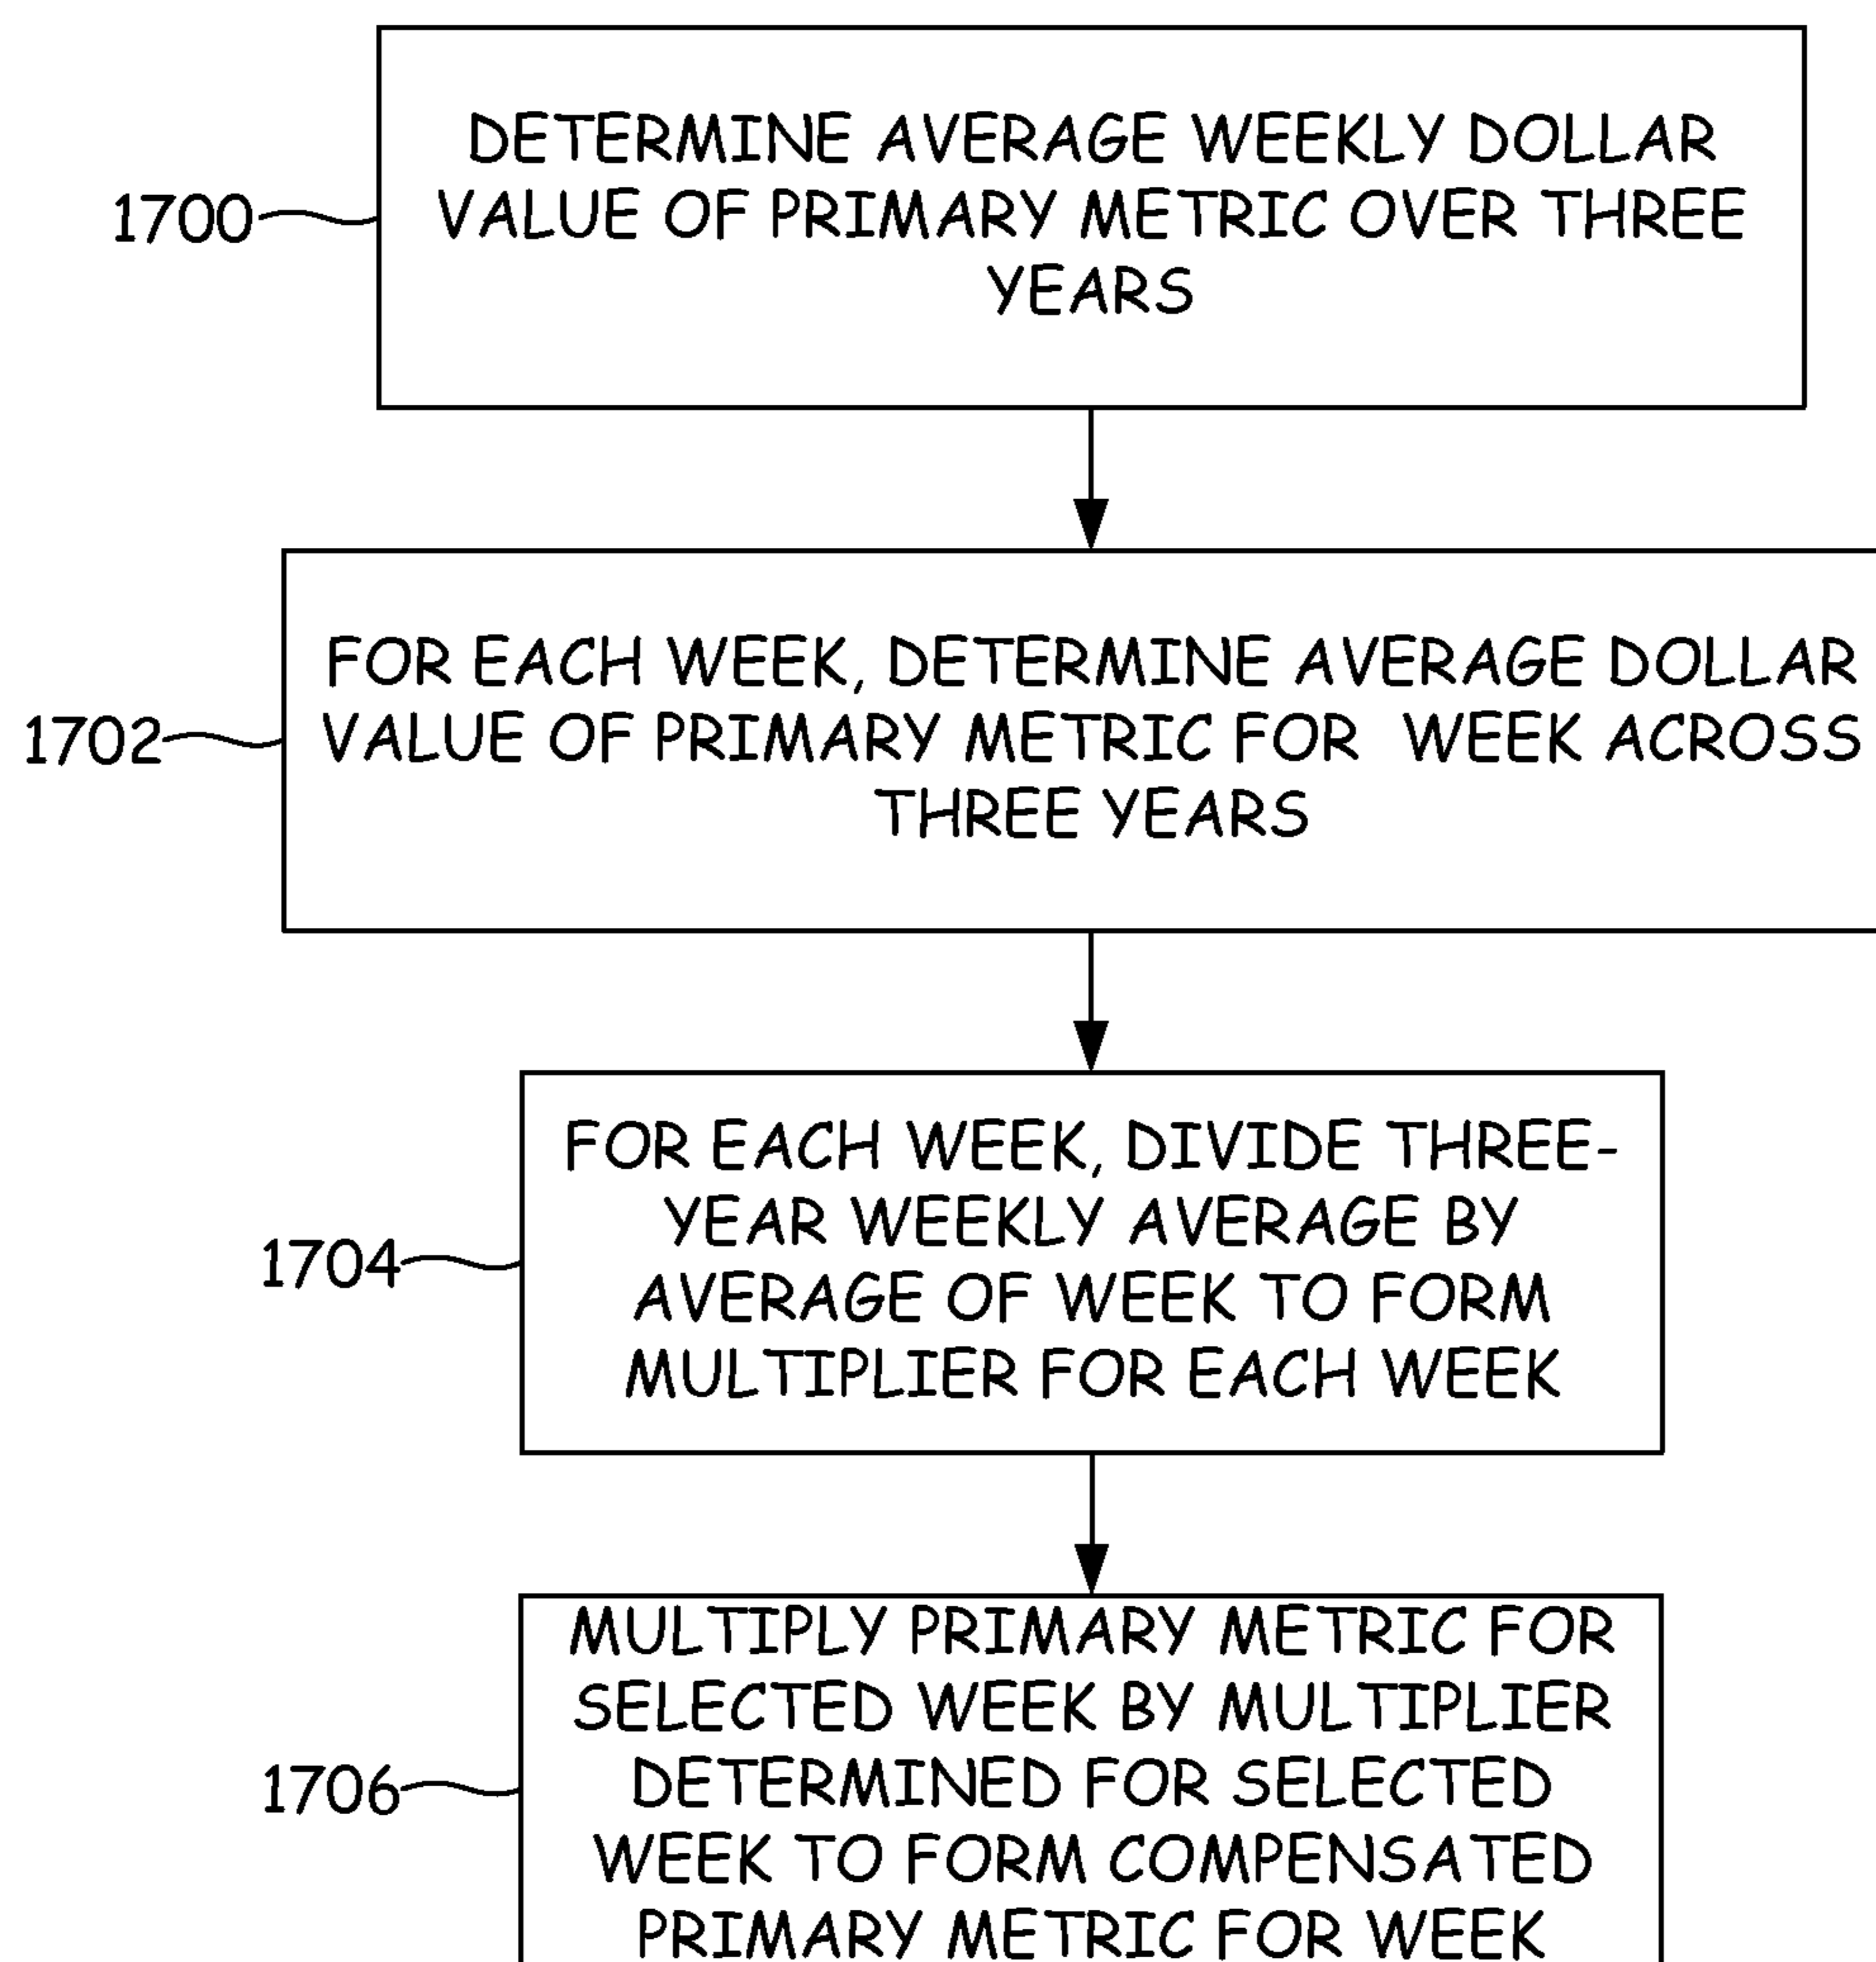 DETERMINE AVERAGE WEEKLY DOLLAR
VALUE OF PRIMARY METRIC OVER THREE
YEARS
1700
FOR EACH WEEK, DETERMINE AVERAGE DOLLAR
VALUE OF PRIMARY METRIC FOR WEEK ACROSS
THREE YEARS
1702
FOR EACH WEEK, DIVIDE THREE-
YEAR WEEKLY AVERAGE BY
AVERAGE OF WEEK TO FORM
MULTIPLIER FOR EACH WEEK
1704
MULTIPLY PRIMARY METRIC FOR
SELECTED WEEK BY MULTIPLIER
DETERMINED FOR SELECTED
WEEK TO FORM COMPENSATED
PRIMARY METRIC FOR WEEK
1706